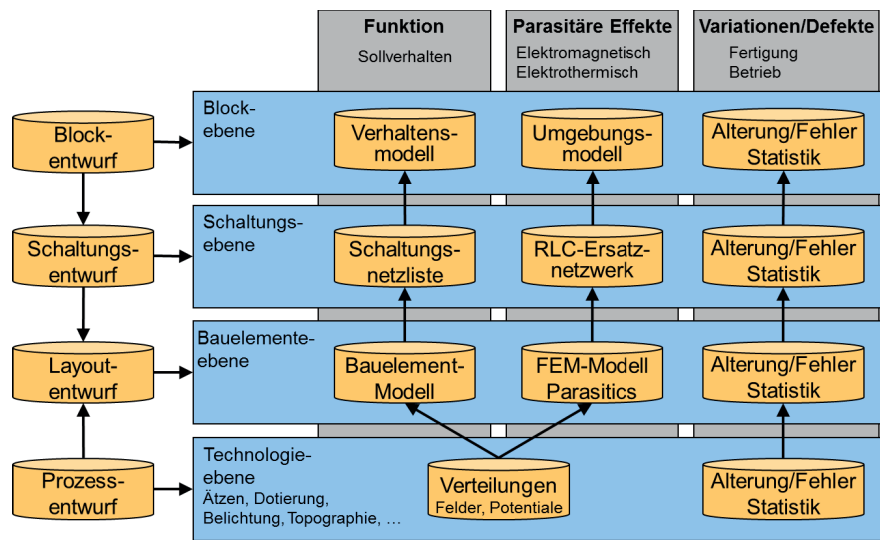 Funktion
Sollverhalten
Parasitäre Effekte
Elektromagnetisch
Elektrothermisch
Variationen/Defekte
Fertigung
Betrieb
Block-
entwurf
Block-
ebene
Verhaltens-
modell
Umgebungs-
modell
Alterung/Fehler
Statistik
Schaltungs-
entwurf
Schaltungs-
ebene
Schaltungs-
netzliste
RLC-Ersatz-
netzwerk
Alterung/Fehler
Statistik
Layout-
entwurf
Bauelemente-
ebene
Bauelement-
Modell
FEM-Modell
Parasitics
Alterung/Fehler
Statistik
Prozess-
entwurf
Technologie-
ebene
Ätzen, Dotierung,
Belichtung, Topographie, …
Verteilungen
Felder, Potentiale
Alterung/Fehler
Statistik